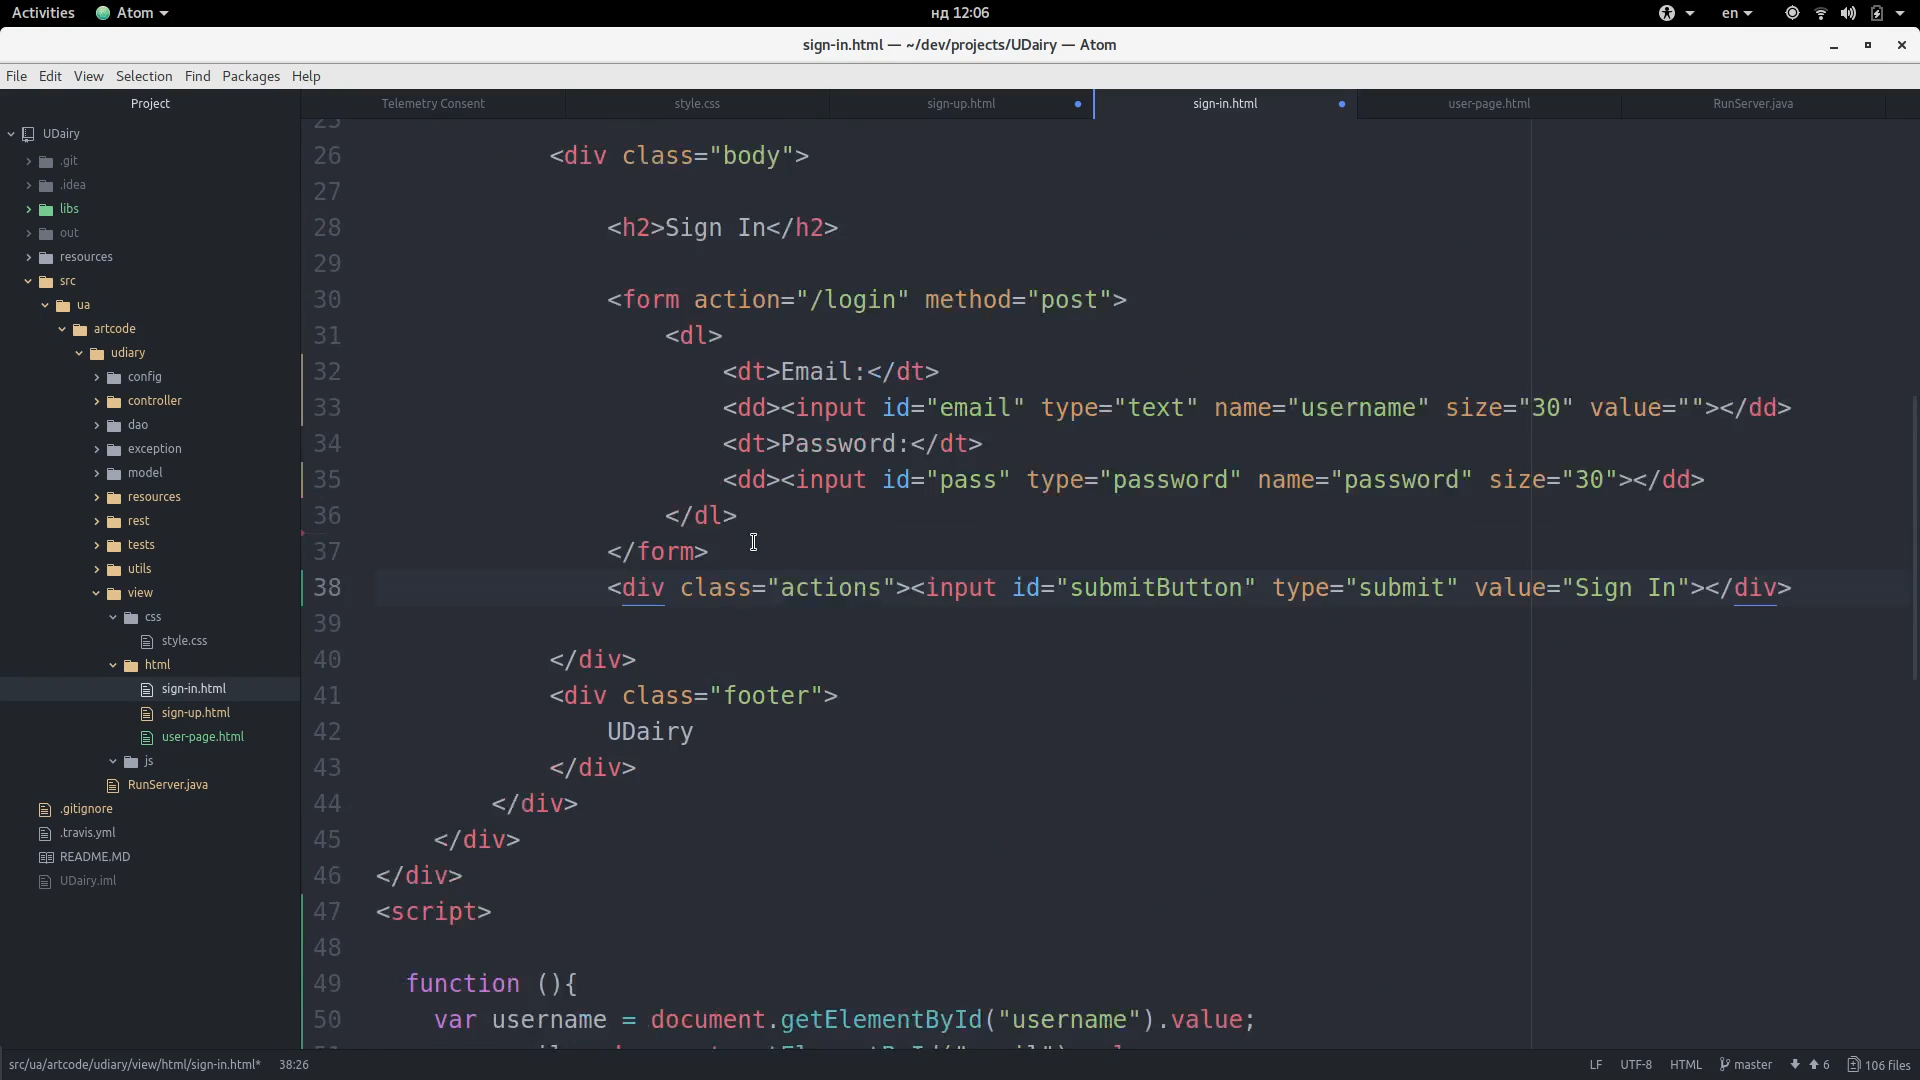 Activities Atom нд 12:06 en
sign-in.html — ~/dev/projects/UDairy — Atom
File Edit View Selection Find Packages Help
Project
Telemetry Consent style.css sign-up.html sign-in.html user-page.html RunServer.java
UDairy
.git
.idea
libs
out
resources
src
ua
artcode
udiary
config
controller
dao
exception
model
resources
rest
tests
utils
view
css
style.css
html
sign-in.html
sign-up.html
user-page.html
js
RunServer.java
.gitignore
.travis.yml
README.MD
UDairy.iml
25
26 <div class="body">
27
28 <h2>Sign In</h2>
29
30 <form action="/login" method="post">
31 <dl>
32 <dt>Email:</dt>
33 <dd><input id="email" type="text" name="username" size="30" value=""></dd>
34 <dt>Password:</dt>
35 <dd><input id="pass" type="password" name="password" size="30"></dd>
36 </dl>
37 </form>
38 <div class="actions"><input id="submitButton" type="submit" value="Sign In"></div>
39
40 </div>
41 <div class="footer">
42 UDairy
43 </div>
44 </div>
45 </div>
46 </div>
47 <script>
48
49 function (){
50 var username = document.getElementById("username").value;
src/ua/artcode/udiary/view/html/sign-in.html* 38:26 LF UTF-8 HTML master 6 106 files